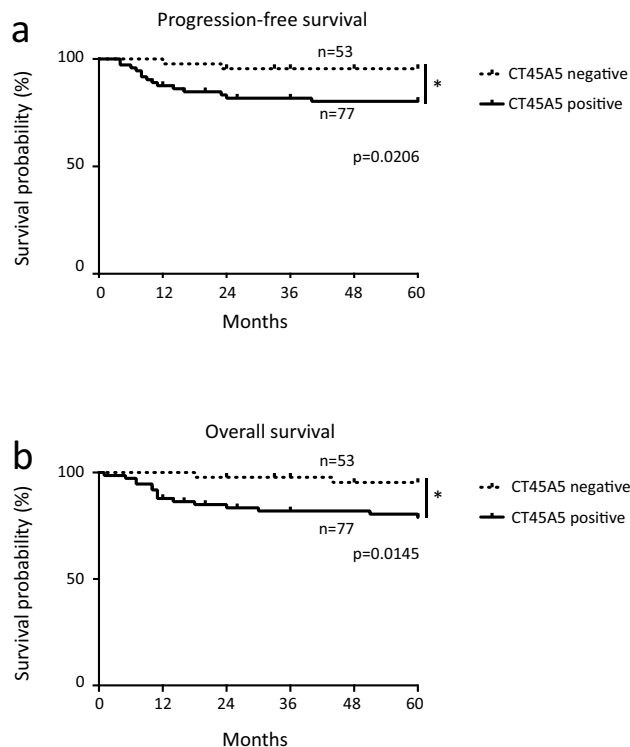 a
Progression-free survival
Survival probability (%)
100
50
0
0 12 24 36 48 60
Months
n=53
n=77
*
p=0.0206
CT45A5 negative
CT45A5 positive
b
Overall survival
Survival probability (%)
100
50
0
0 12 24 36 48 60
Months
n=53
n=77
*
p=0.0145
CT45A5 negative
CT45A5 positive